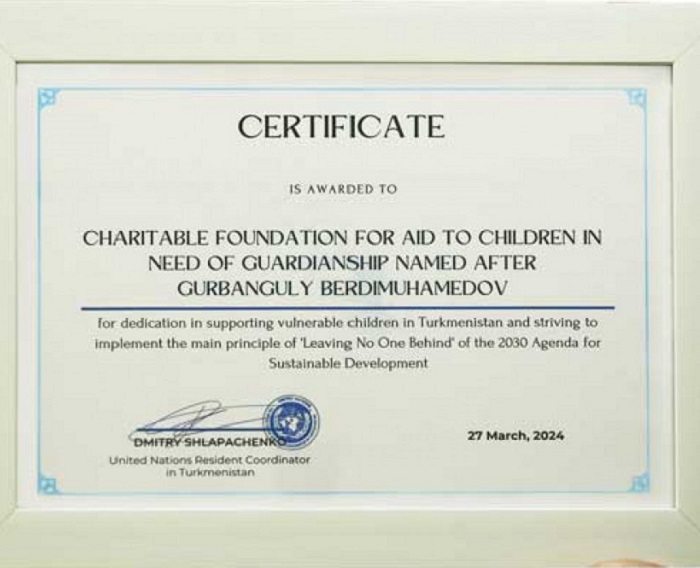 CERTIFICATE
IS AWARDED TO
CHARITABLE FOUNDATION FOR AID TO CHILDREN IN
NEED OF GUARDIANSHIP NAMED AFTER
GURBANGULY BERDIMUHAMEDOV
for dedication in supporting vulnerable children in Turkmenistan and striving to
implement the main principle of 'Leaving No One Behind' of the 2030 Agenda for
Sustainable Development
DMITRY SHLAPACHENKO
United Nations Resident Coordinator
in Turkmenistan
27 March, 2024